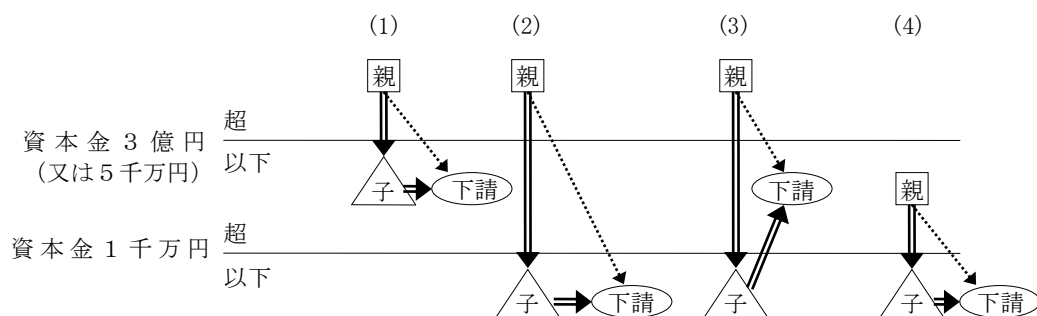 (1) (2) (3) (4)
親 親 親
超
資本金３億円
（又は５千万円）
以下
子 下請 下請 親
超
資本金１千万円
以下
子 下請 子 子 下請